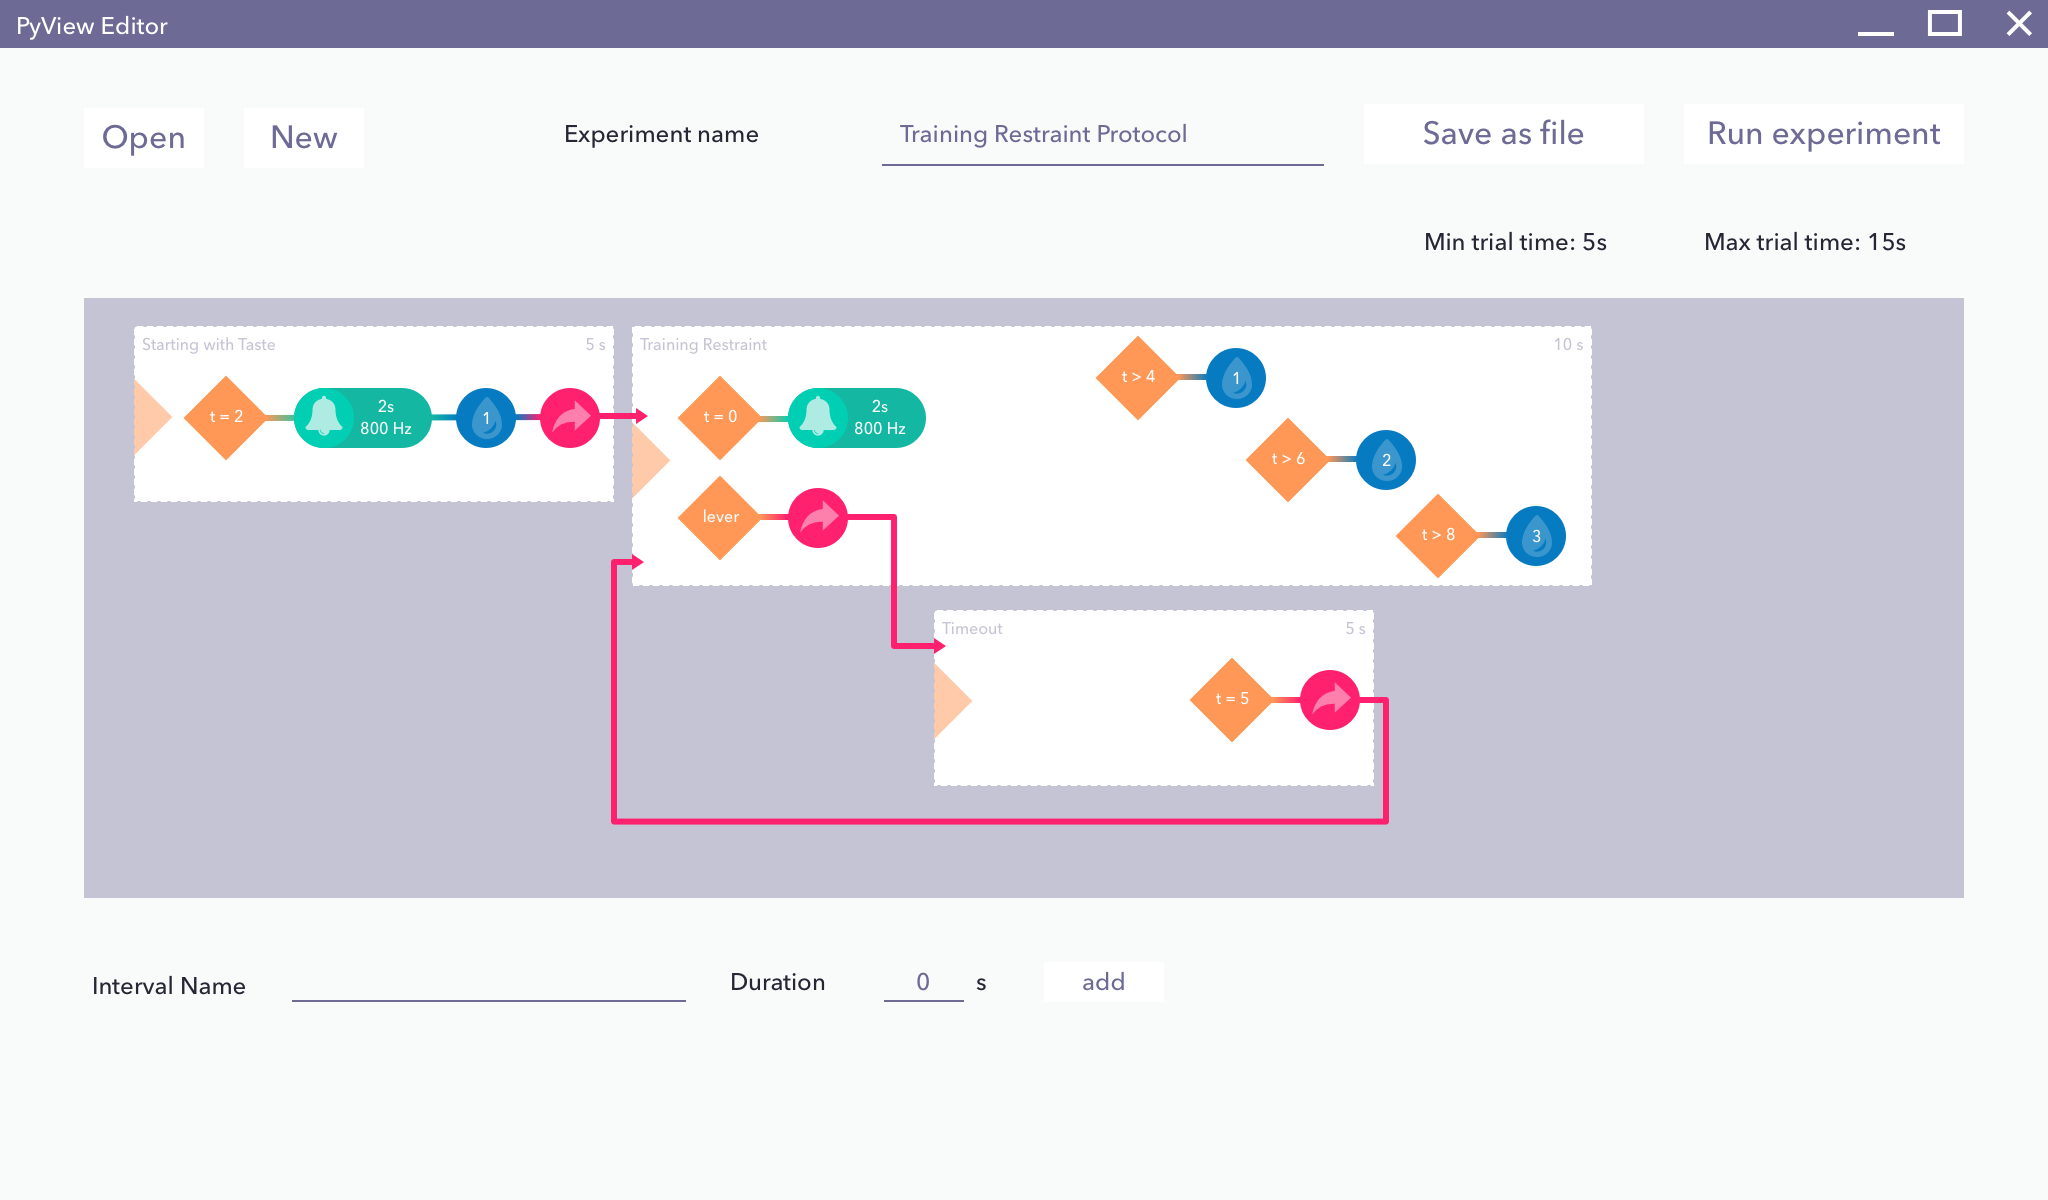 PyView Editor
Open
New
Experiment name
Training Restraint Protocol
Save as file
Run experiment
Min trial time: 5s
Max trial time: 15s
Starting with Taste
5 s
t = 2
2s
800 Hz
1
Training Restraint
10 s
t = 0
2s
800 Hz
lever
t > 4
1
t > 6
2
t > 8
3
Timeout
5 s
t = 5
Interval Name
Duration
0
s
add